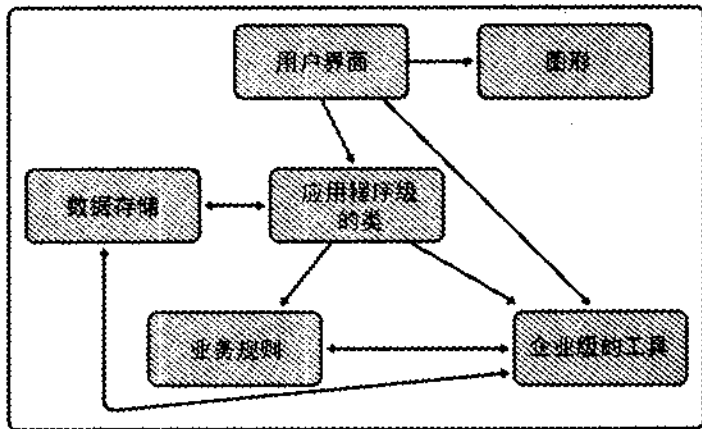 用户界面
图形
数据存储
应用程序级
的类
业务规则
企业级的工具